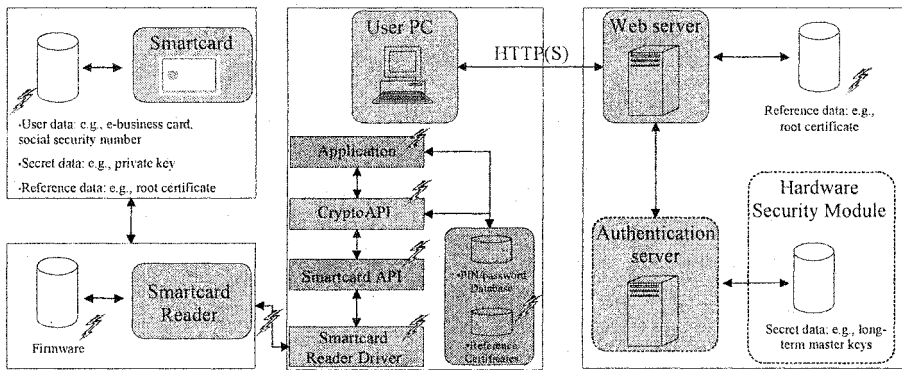 Smartcard
•User data: e.g., e-business card,
social security number
•Secret data: e.g., private key
•Reference data: e.g., root certificate
Firmware
Smartcard
Reader
User PC
HTTP(S)
Application
CryptoAPI
Smartcard API
Smartcard
Reader Driver
•PIN/password
Database
•Reference
Certificates
Web server
Reference data: e.g.,
root certificate
Authentication
server
Hardware
Security Module
Secret data: e.g., long-
term master keys